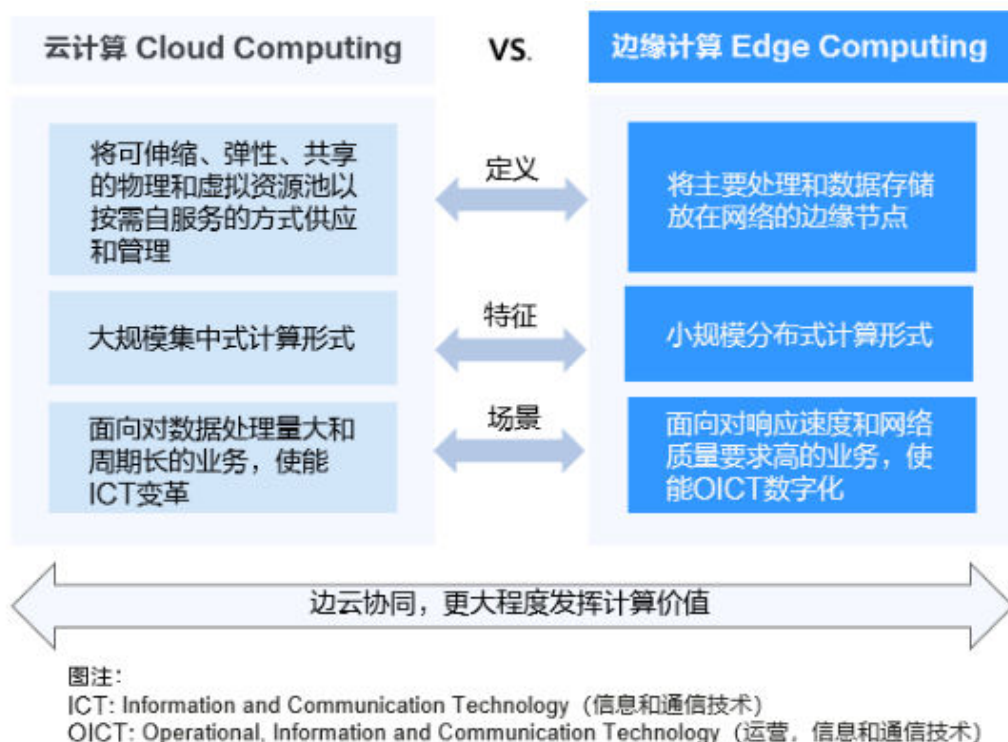 云计算 Cloud Computing
VS.
边缘计算 Edge Computing
将可伸缩、弹性、共享
的物理和虚拟资源池以
按需自服务的方式供应
和管理
定义
将主要处理和数据存储
放在网络的边缘节点
大规模集中式计算形式
特征
小规模分布式计算形式
面向对数据处理量大和
周期长的业务，使能
ICT变革
场景
面向对响应速度和网络
质量要求高的业务，使
能OICT数字化
边云协同，更大程度发挥计算价值
图注：
ICT: Information and Communication Technology（信息和通信技术）
OICT: Operational, Information and Communication Technology（运营，信息和通信技术）